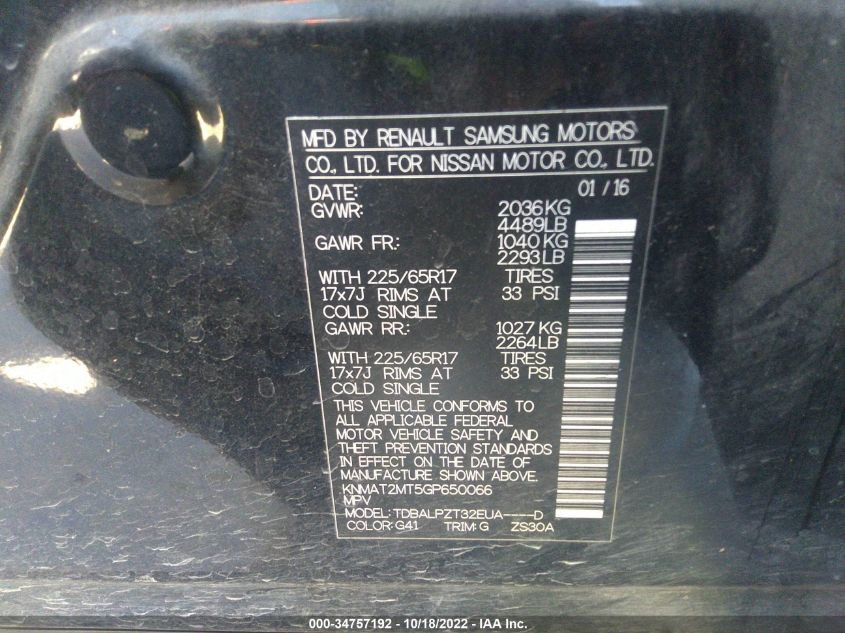 MFD BY RENAULT SAMSUNG MOTORS
CO., LTD. FOR NISSAN MOTOR CO., LTD.
DATE: 01 / 16
GVWR: 2036KG
4489LB
GAWR FR.: 1040 KG
2293LB
WITH 225/65R17 TIRES
17x7J RIMS AT 33 PSI
COLD SINGLE
GAWR RR.: 1027 KG
2264LB
WITH 225/65R17 TIRES
17x7J RIMS AT 33 PSI
COLD SINGLE
THIS VEHICLE CONFORMS TO
ALL APPLICABLE FEDERAL
MOTOR VEHICLE SAFETY AND
THEFT PREVENTION STANDARDS
IN EFFECT ON THE DATE OF
MANUFACTURE SHOWN ABOVE.
KNMAT2MT5GP650066
MPV
MODEL: TDBALPZT32EUA----D
COLOR: G41 TRIM: G ZS30A
000-34757192 - 10/18/2022 - IAA Inc.